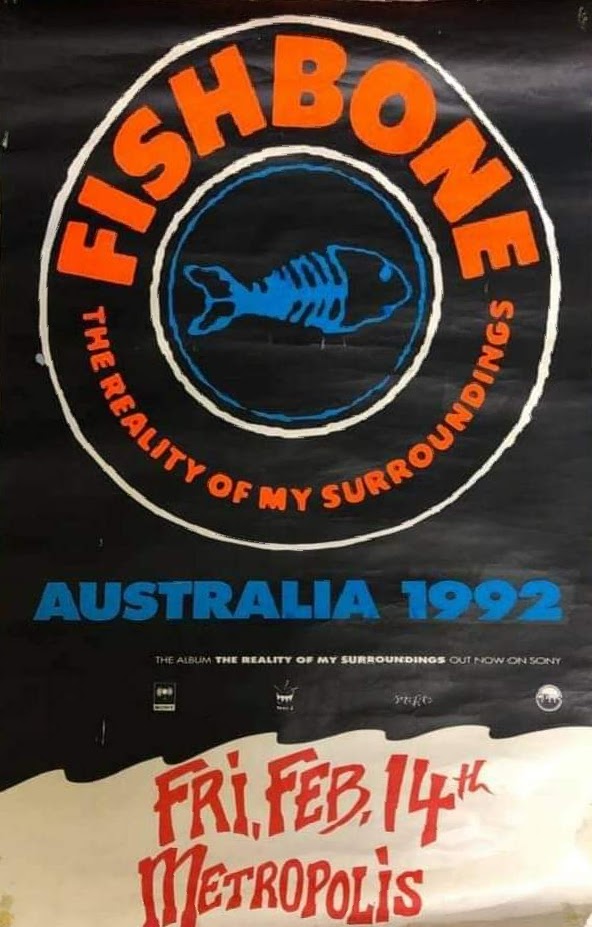 FISHBONE
THE REALITY OF MY SURROUNDINGS
AUSTRALIA 1992
THE ALBUM THE REALITY OF MY SURROUNDINGS OUT NOW ON SONY
SONY
FRi. FEB. 14th
METROPOLiS